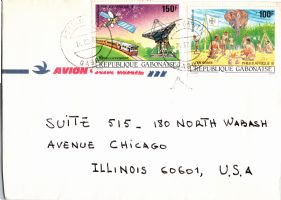 150F
REPUBLIQUE GABONAISE
100F
REPUBLIQUE GABONAISE
AVION
SUITE 515 - 180 NORTH WABASH
AVENUE CHICAGO
ILLINOIS 60601, U.S.A